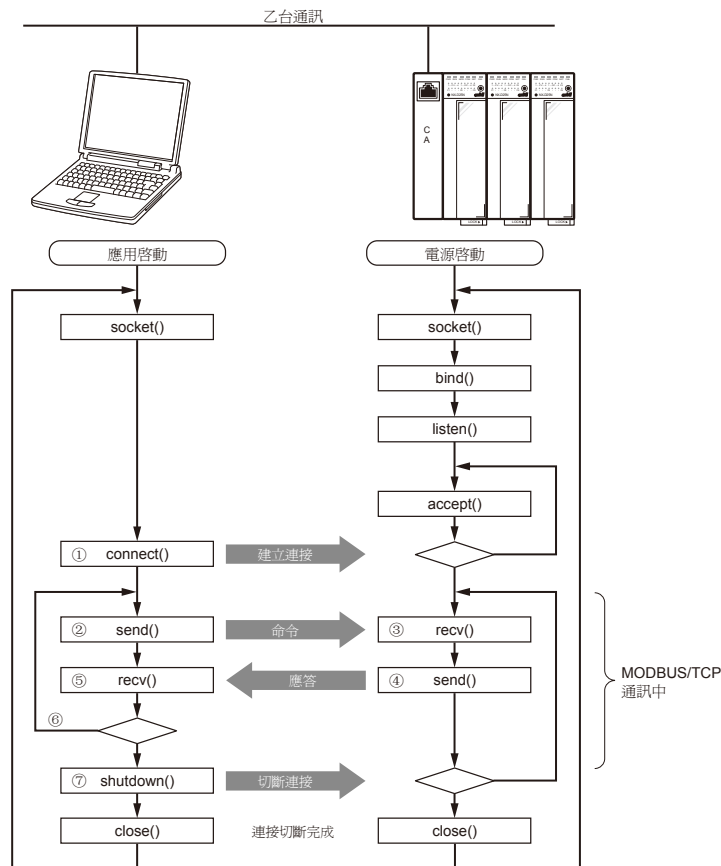 乙台通訊
C
A
應用啓動
電源啓動
socket()
socket()
bind()
listen()
accept()
① connect()
建立連接
② send()
命令
③ recv()
⑤ recv()
應答
④ send()
MODBUS/TCP
通訊中
⑥
⑦ shutdown()
切斷連接
close()
連接切斷完成
close()